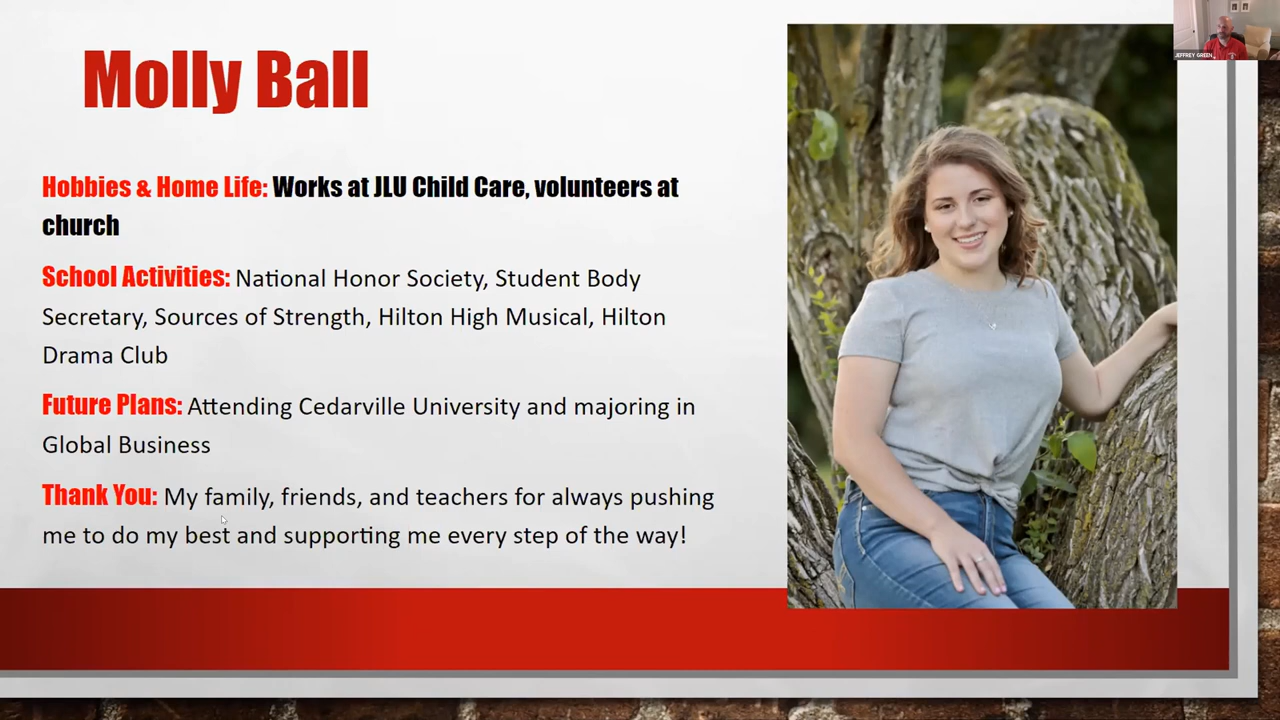 Molly Ball
JEFFREY GREEN
Hobbies & Home Life: Works at JLU Child Care, volunteers at
church
School Activities: National Honor Society, Student Body
Secretary, Sources of Strength, Hilton High Musical, Hilton
Drama Club
Future Plans: Attending Cedarville University and majoring in
Global Business
Thank You: My family, friends, and teachers for always pushing
me to do my best and supporting me every step of the way!